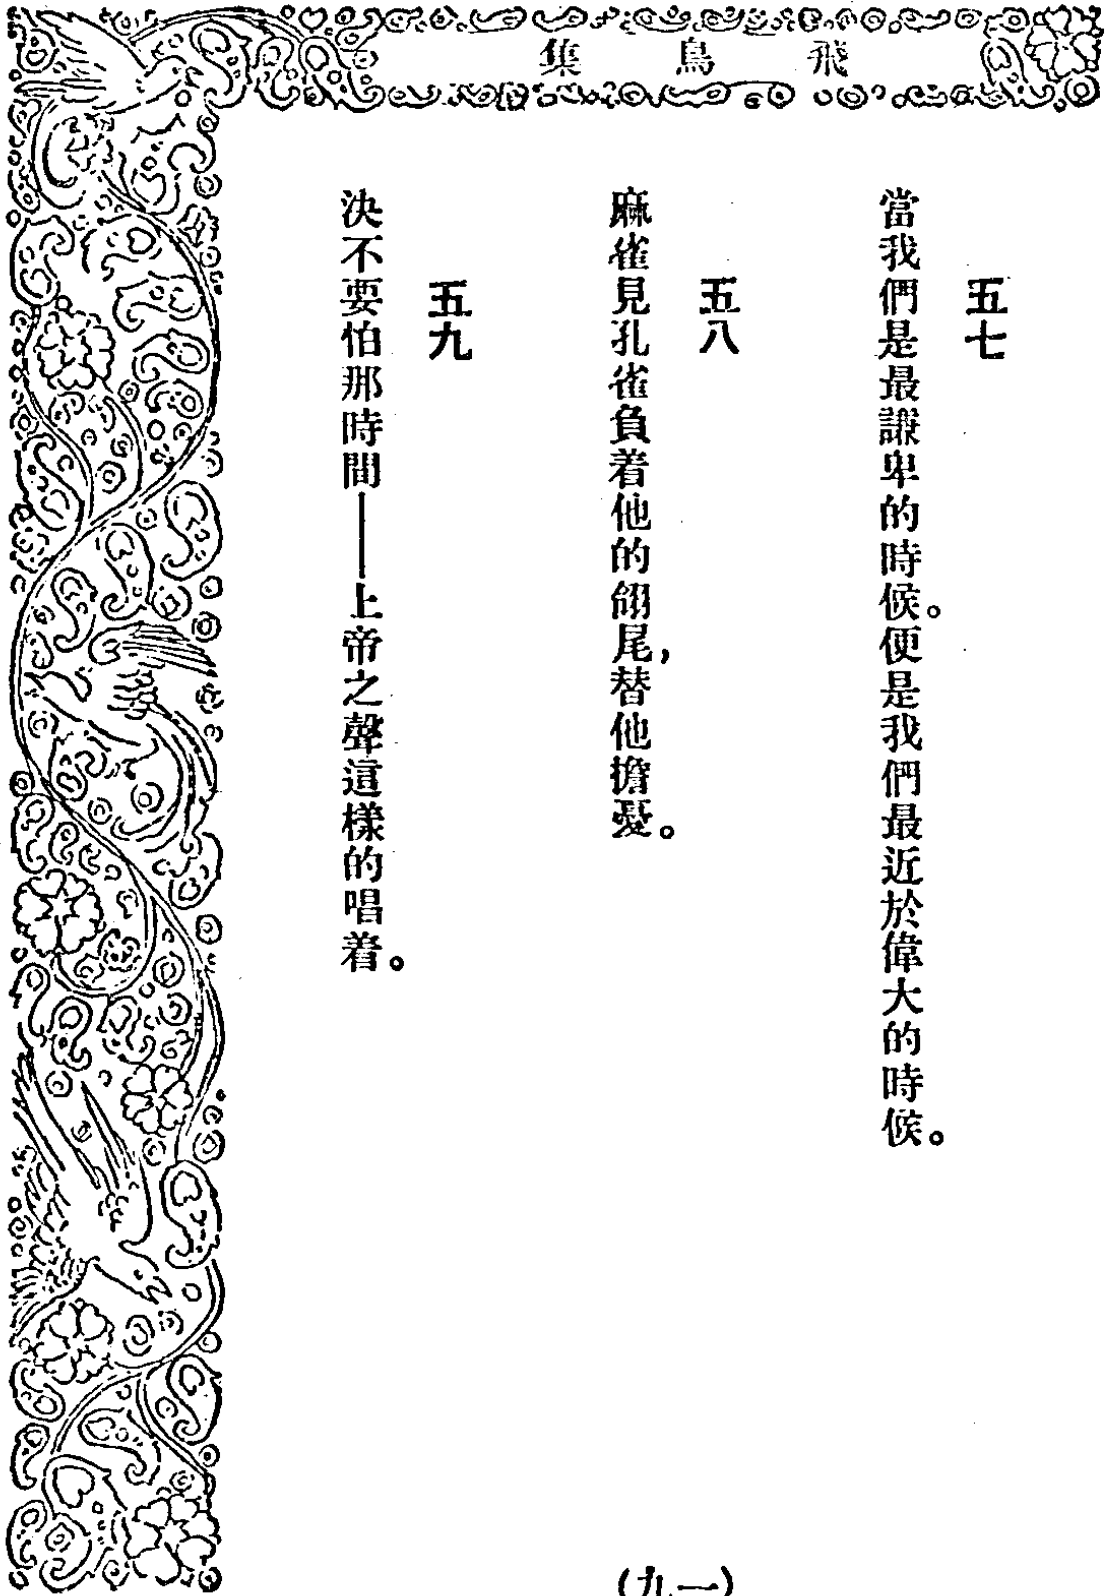 飛鳥集
五七
當我們是最謙卑的時候。便是我們最近於偉大的時候。
五八
麻雀見孔雀負着他的翎尾,替他擔憂。
五九
決不要怕那時間——上帝之聲這樣的唱着。
(一九)